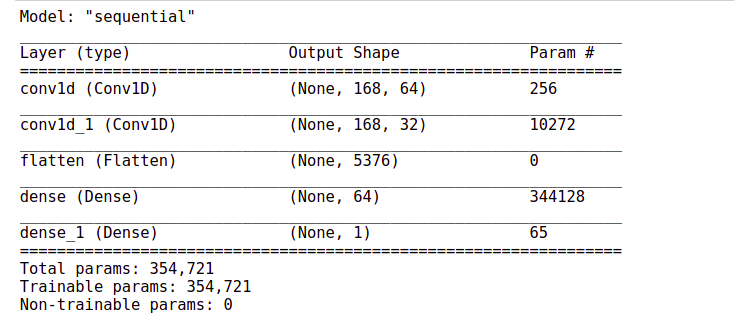 Model: "sequential"
_________________________________________________________________
Layer (type)                 Output Shape              Param #
=================================================================
conv1d (Conv1D)              (None, 168, 64)           256
_________________________________________________________________
conv1d_1 (Conv1D)            (None, 168, 32)           10272
_________________________________________________________________
flatten (Flatten)            (None, 5376)              0
_________________________________________________________________
dense (Dense)                (None, 64)                344128
_________________________________________________________________
dense_1 (Dense)              (None, 1)                 65
=================================================================
Total params: 354,721
Trainable params: 354,721
Non-trainable params: 0